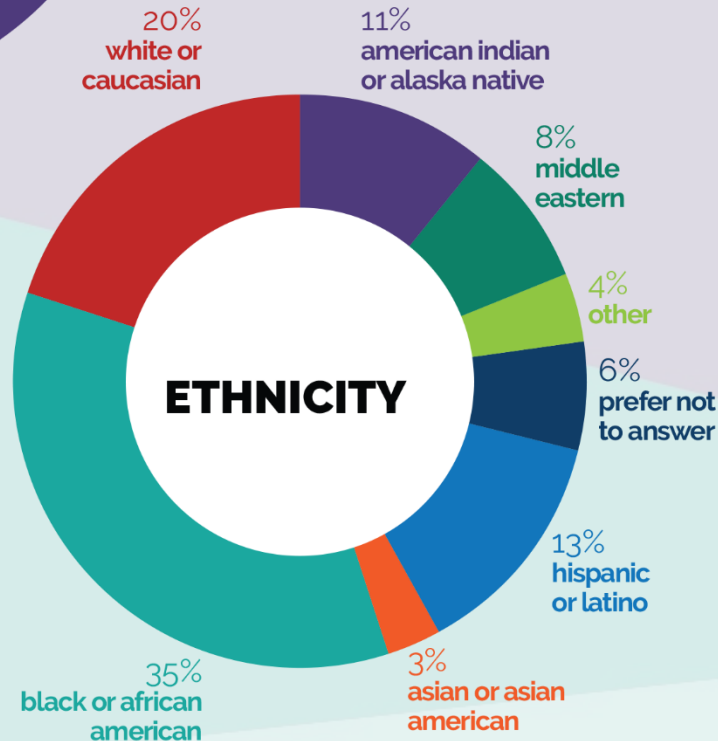 20%
white or
caucasian
11%
american indian
or alaska native
8%
middle
eastern
4%
other
6%
prefer not
to answer
ETHNICITY
13%
hispanic
or latino
3%
asian or asian
american
35%
black or african
american